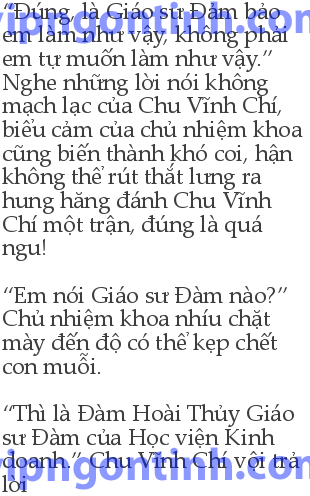 “Đúng, là Giáo sư Đàm bảo
em làm như vậy, không phải
em tự muốn làm như vậy.”
Nghe những lời nói không
mạch lạc của Chu Vĩnh Chí,
biểu cảm của chủ nhiệm khoa
cũng biến thành khó coi, hận
không thể rút thắt lưng ra
hung hăng đánh Chu Vĩnh
Chí một trận, đúng là quá
ngu!
“Em nói Giáo sư Đàm nào?”
Chủ nhiệm khoa nhíu chặt
mày đến độ có thể kẹp chết
con muỗi.
“Thì là Đàm Hoài Thủy Giáo
sư Đàm của Học viện Kinh
doanh.” Chu Vĩnh Chí vội trả
lời
vipngontinh.com
vipngontinh.com